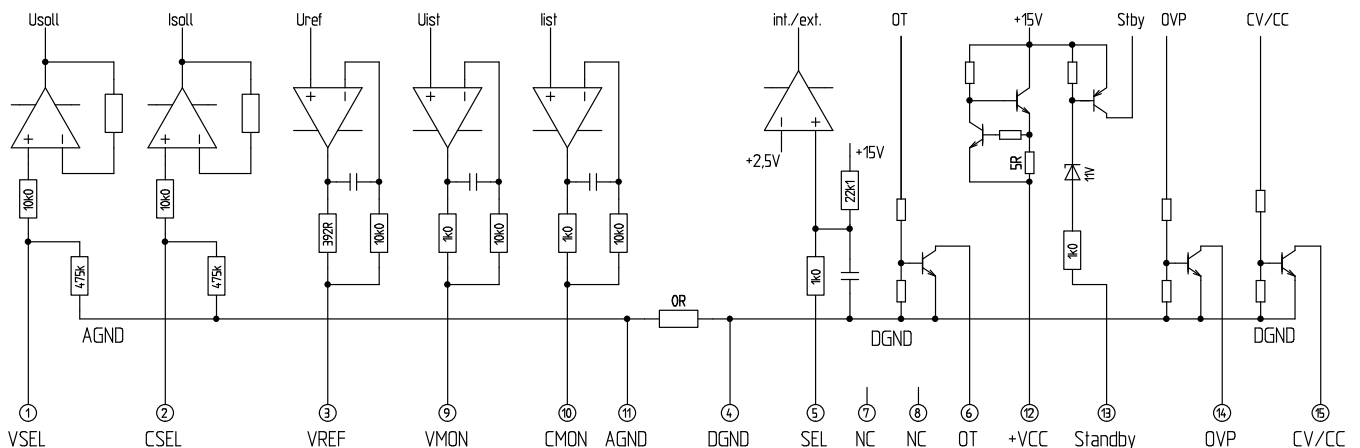 Usoll Isoll Uref Uist Iist int./ext. OT +15V Stby OVP CV/CC
+ − + − + − + − + − − +
+2,5V +15V
5R 11V
10k0 10k0 22k1
392R 10k0 1k0 10k0 1k0 10k0
475k 475k 1k0 1k0
0R
AGND DGND DGND
1 2 3 9 10 11 4 5 7 8 6 12 13 14 15
VSEL CSEL VREF VMON CMON AGND DGND SEL NC NC OT +VCC Standby OVP CV/CC